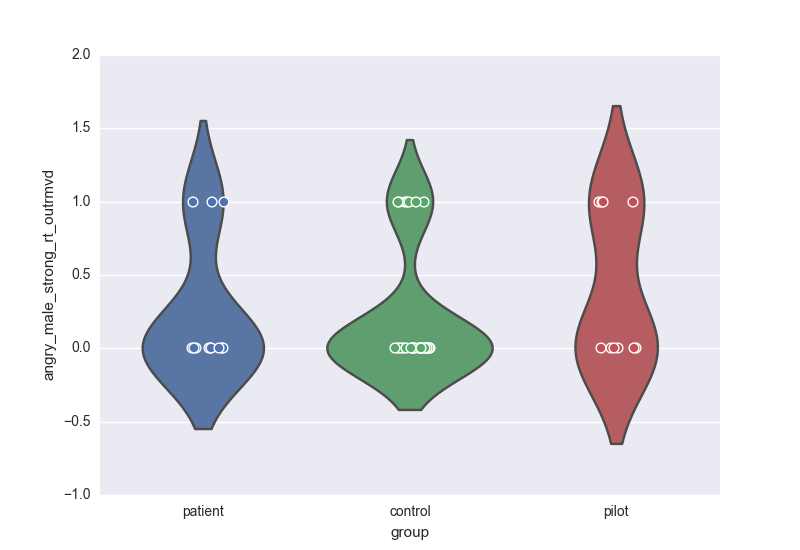 2.0
1.5
1.0
0.5
0.0
−0.5
−1.0
angry_male_strong_rt_outrmvd
patient
control
pilot
group